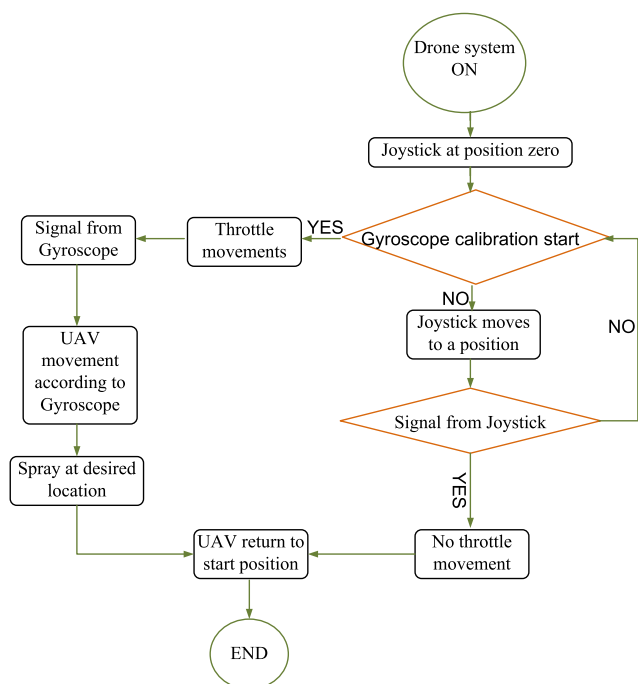 Drone system
ON
Joystick at position zero
Gyroscope calibration start
YES
Throttle
movements
Signal from
Gyroscope
NO
Joystick moves
to a position
NO
UAV
movement
according to
Gyroscope
Signal from Joystick
Spray at desired
location
YES
UAV return to
start position
No throttle
movement
END